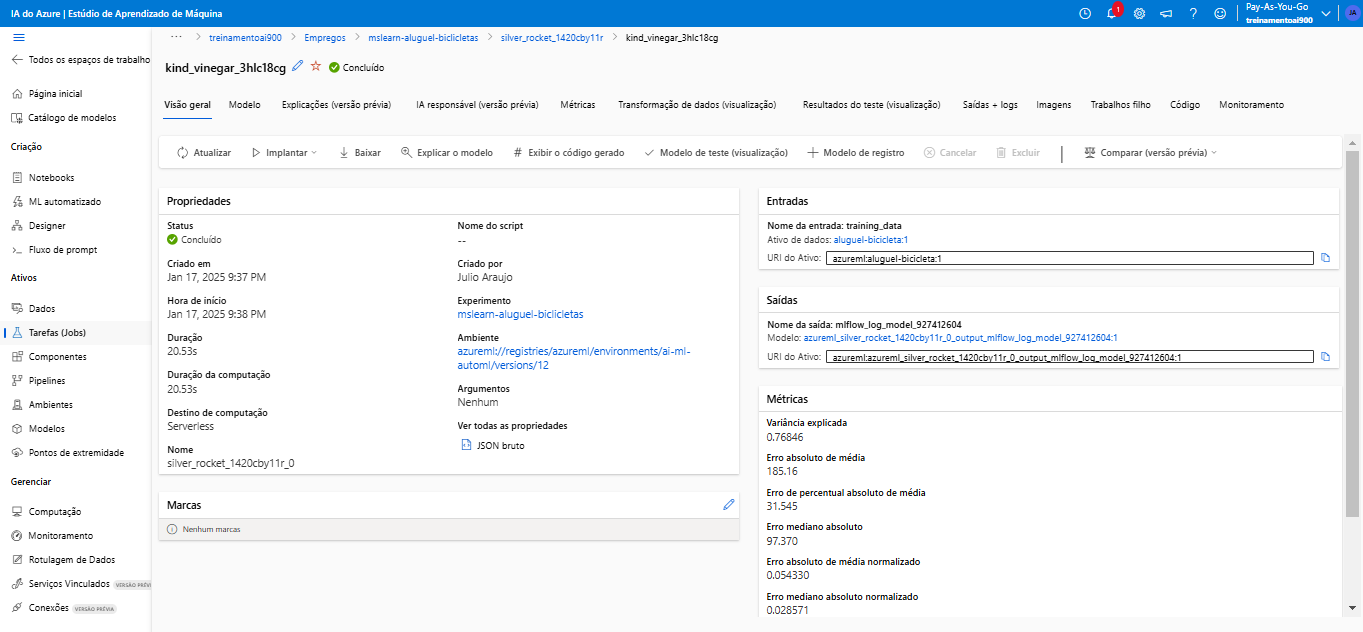 IA do Azure | Estúdio de Aprendizado de Máquina
1
Pay-As-You-Go
treinamentoai900
JA
Todos os espaços de trabalho
Página inicial
Catálogo de modelos
Criação
Notebooks
ML automatizado
Designer
Fluxo de prompt
Ativos
Dados
Tarefas (Jobs)
Componentes
Pipelines
Ambientes
Modelos
Pontos de extremidade
Gerenciar
Computação
Monitoramento
Rotulagem de Dados
Serviços Vinculados VERSÃO PRÉVI
Conexões VERSÃO PRÉVIA
... > treinamentoai900 > Empregos > mslearn-aluguel-biclicletas > silver_rocket_1420cby11r > kind_vinegar_3hlc18cg
kind_vinegar_3hlc18cg Concluído
Visão geral Modelo Explicações (versão prévia) IA responsável (versão prévia) Métricas Transformação de dados (visualização) Resultados do teste (visualização) Saídas + logs Imagens Trabalhos filho Código Monitoramento
Atualizar Implantar Baixar Explicar o modelo # Exibir o código gerado Modelo de teste (visualização) Modelo de registro Cancelar Excluir Comparar (versão prévia)
Propriedades
Status
Concluído
Criado em
Jan 17, 2025 9:37 PM
Hora de início
Jan 17, 2025 9:38 PM
Duração
20.53s
Duração da computação
20.53s
Destino de computação
Serverless
Nome
silver_rocket_1420cby11r_0
Nome do script
--
Criado por
Julio Araujo
Experimento
mslearn-aluguel-biclicletas
Ambiente
azureml://registries/azureml/environments/ai-ml-
automl/versions/12
Argumentos
Nenhum
Ver todas as propriedades
JSON bruto
Marcas
Nenhum marcas
Entradas
Nome da entrada: training_data
Ativo de dados: aluguel-bicicleta:1
URI do Ativo: azureml:aluguel-bicicleta:1
Saídas
Nome da saída: mlflow_log_model_927412604
Modelo: azureml_silver_rocket_1420cby11r_0_output_mlflow_log_model_927412604:1
URI do Ativo: azureml:azureml_silver_rocket_1420cby11r_0_output_mlflow_log_model_927412604:1
Métricas
Variância explicada
0.76846
Erro absoluto de média
185.16
Erro de percentual absoluto de média
31.545
Erro mediano absoluto
97.370
Erro absoluto de média normalizado
0.054330
Erro mediano absoluto normalizado
0.028571